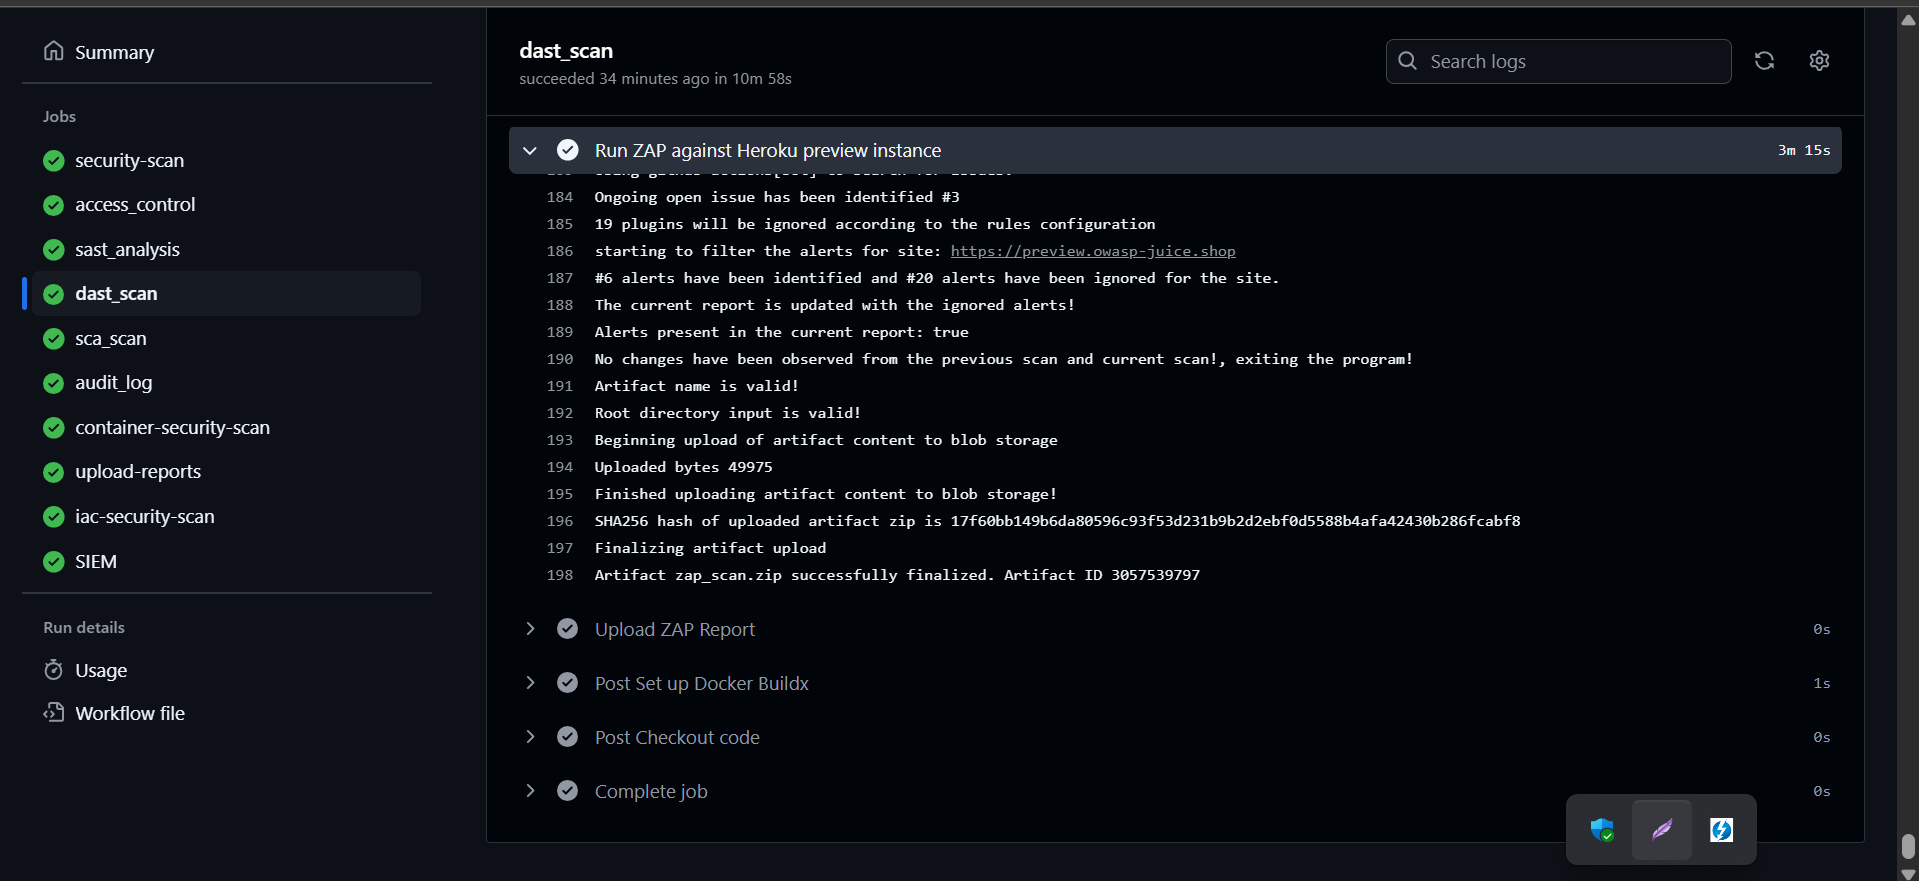 Summary
Jobs
security-scan
access_control
sast_analysis
dast_scan
sca_scan
audit_log
container-security-scan
upload-reports
iac-security-scan
SIEM
Run details
Usage
Workflow file
dast_scan
succeeded 34 minutes ago in 10m 58s
Search logs
Run ZAP against Heroku preview instance 3m 15s
184 Ongoing open issue has been identified #3
185 19 plugins will be ignored according to the rules configuration
186 starting to filter the alerts for site: https://preview.owasp-juice.shop
187 #6 alerts have been identified and #20 alerts have been ignored for the site.
188 The current report is updated with the ignored alerts!
189 Alerts present in the current report: true
190 No changes have been observed from the previous scan and current scan!, exiting the program!
191 Artifact name is valid!
192 Root directory input is valid!
193 Beginning upload of artifact content to blob storage
194 Uploaded bytes 49975
195 Finished uploading artifact content to blob storage!
196 SHA256 hash of uploaded artifact zip is 17f60bb149b6da80596c93f53d231b9b2d2ebf0d5588b4afa42430b286fcabf8
197 Finalizing artifact upload
198 Artifact zap_scan.zip successfully finalized. Artifact ID 3057539797
Upload ZAP Report 0s
Post Set up Docker Buildx 1s
Post Checkout code 0s
Complete job 0s